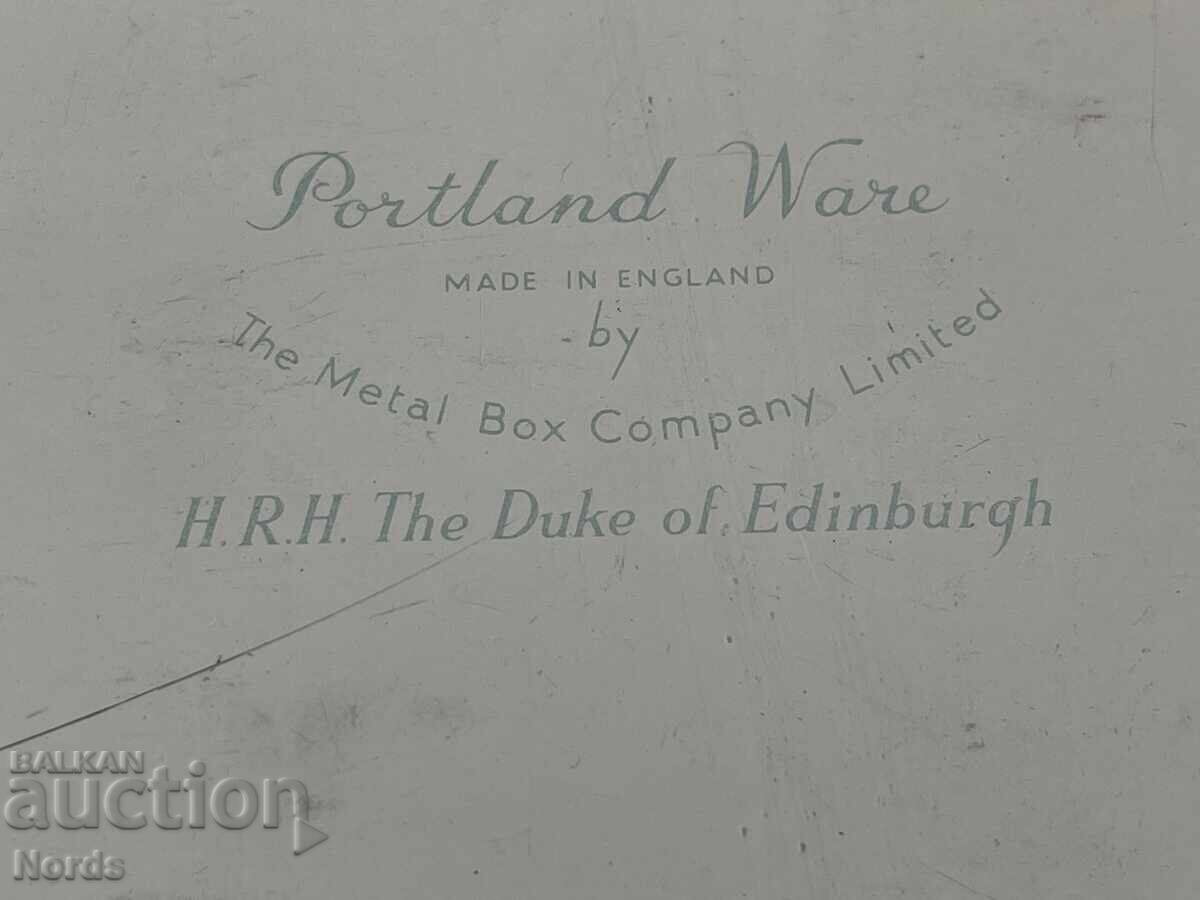 Portland Ware
MADE IN ENGLAND
by
The Metal Box Company Limited
H.R.H. The Duke of Edinburgh
BALKAN
auction
Nords